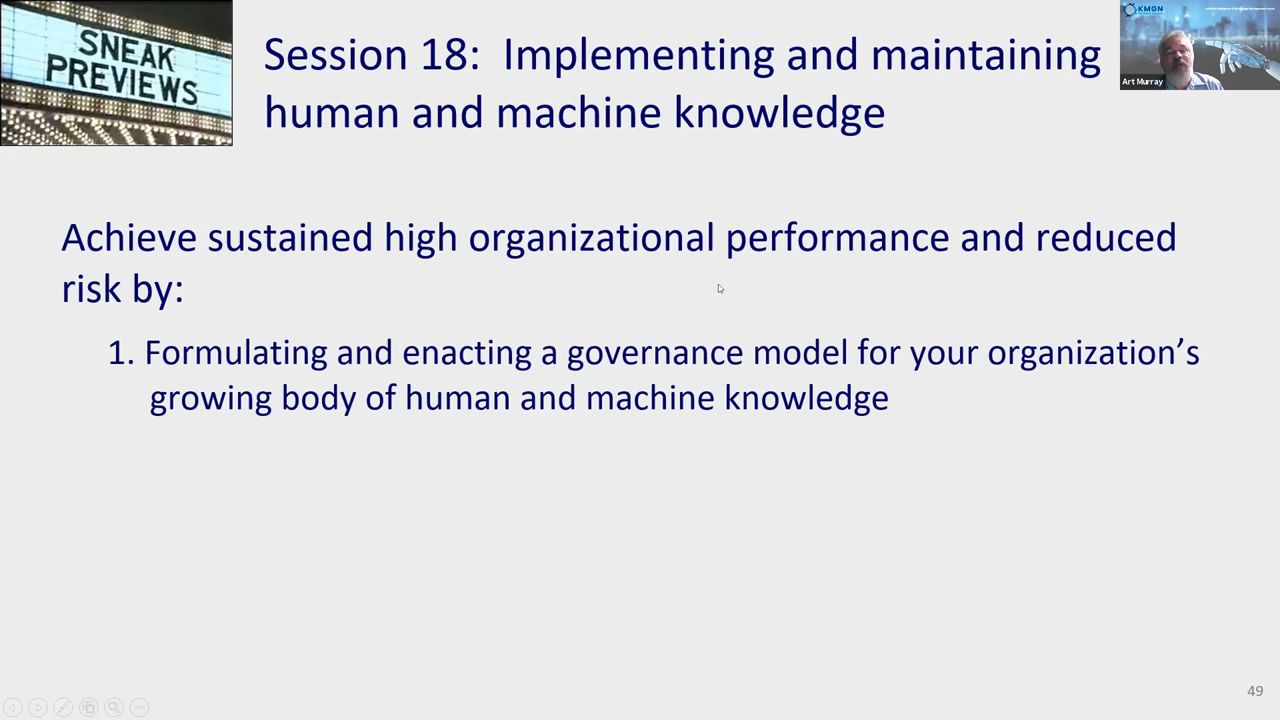 SNEAK
PREVIEWS
Session 18:  Implementing and maintaining
human and machine knowledge
KMGN
Art Murray
Achieve sustained high organizational performance and reduced
risk by:
1. Formulating and enacting a governance model for your organization’s
growing body of human and machine knowledge
49